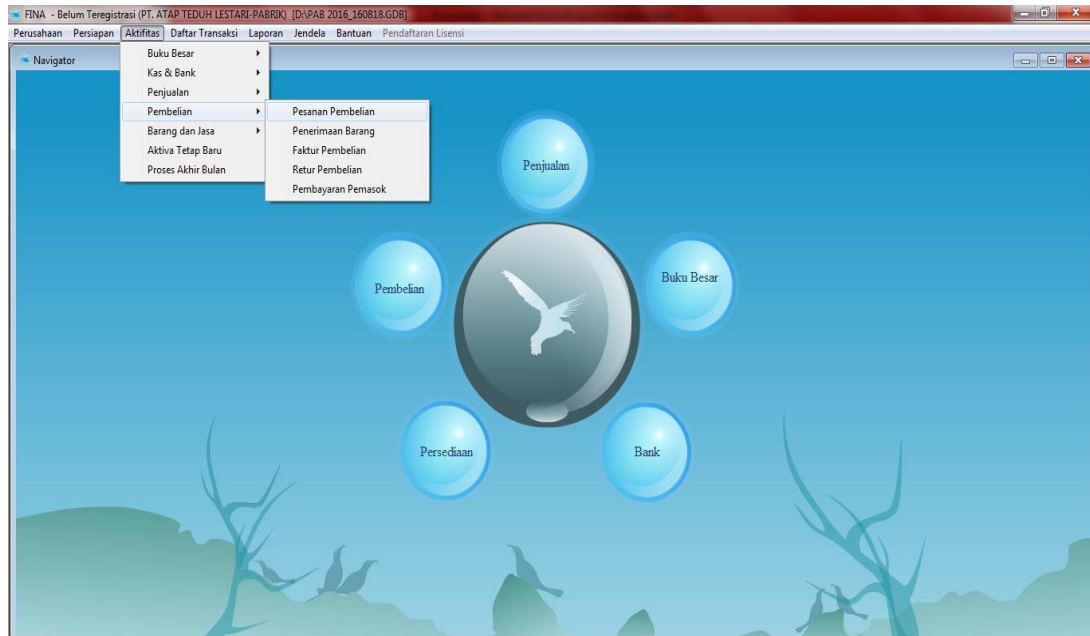 FINA - Belum Teregistrasi (PT. ATAP TEDUH LESTARI-PABRIK) [D:\PAB 2016_160818.GDB]
Perusahaan Persiapan Aktifitas Daftar Transaksi Laporan Jendela Bantuan Pendaftaran Lisensi
Navigator
Buku Besar
Kas & Bank
Penjualan
Pembelian
Barang dan Jasa
Aktiva Tetap Baru
Proses Akhir Bulan
Pesanan Pembelian
Penerimaan Barang
Faktur Pembelian
Retur Pembelian
Pembayaran Pemasok
Penjualan
Pembelian
Buku Besar
Persediaan
Bank